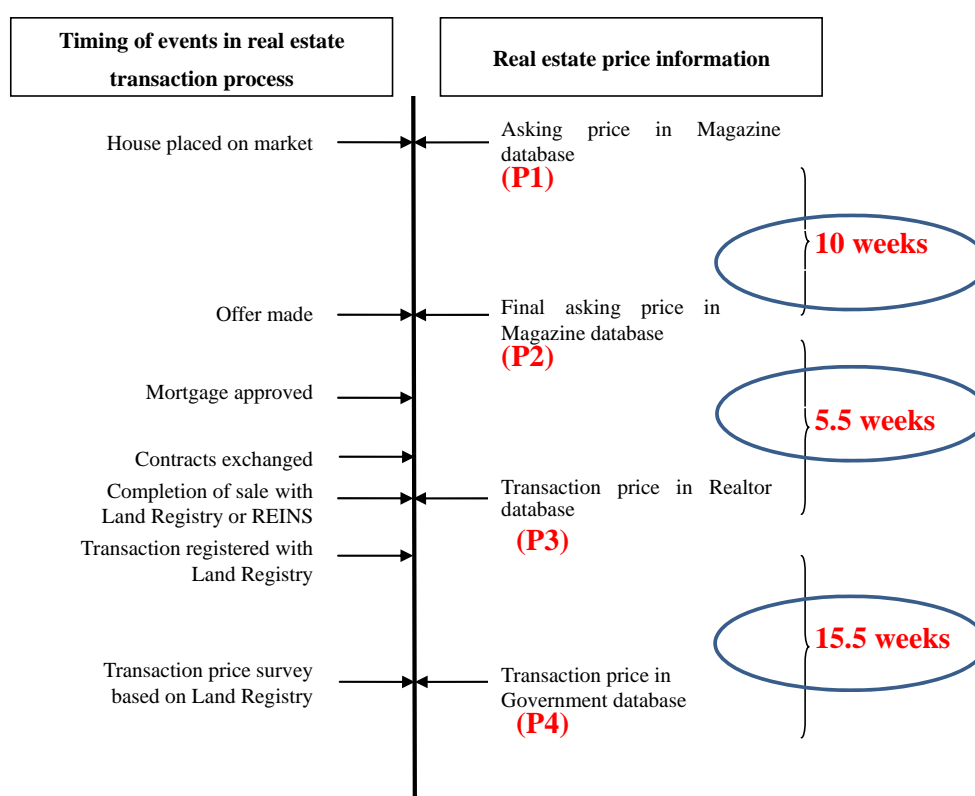 Timing of events in real estate
transaction process
Real estate price information
House placed on market
Asking price in Magazine
database
(P1)
10 weeks
Offer made
Final asking price in
Magazine database
(P2)
Mortgage approved
5.5 weeks
Contracts exchanged
Completion of sale with
Land Registry or REINS
Transaction price in Realtor
database
(P3)
Transaction registered with
Land Registry
15.5 weeks
Transaction price survey
based on Land Registry
Transaction price in
Government database
(P4)